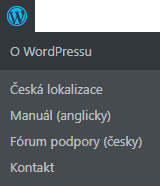 O WordPressu
Česká lokalizace
Manuál (anglicky)
Fórum podpory (česky)
Kontakt